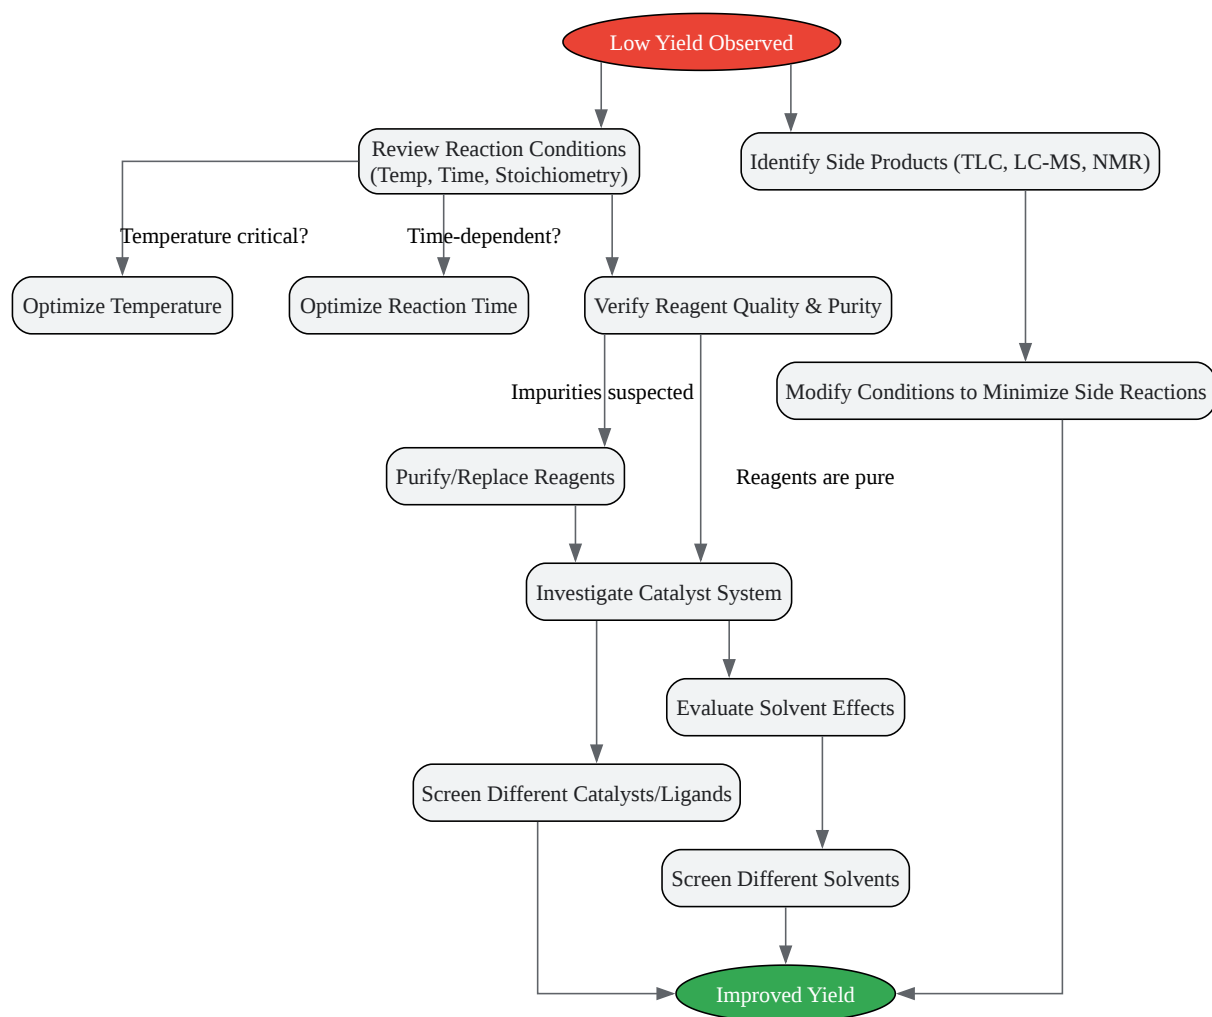 Low Yield Observed
Review Reaction Conditions
(Temp, Time, Stoichiometry)
Identify Side Products (TLC, LC-MS, NMR)
Temperature critical?
Time-dependent?
Optimize Temperature
Optimize Reaction Time
Verify Reagent Quality & Purity
Impurities suspected
Modify Conditions to Minimize Side Reactions
Purify/Replace Reagents
Reagents are pure
Investigate Catalyst System
Evaluate Solvent Effects
Screen Different Catalysts/Ligands
Screen Different Solvents
Improved Yield